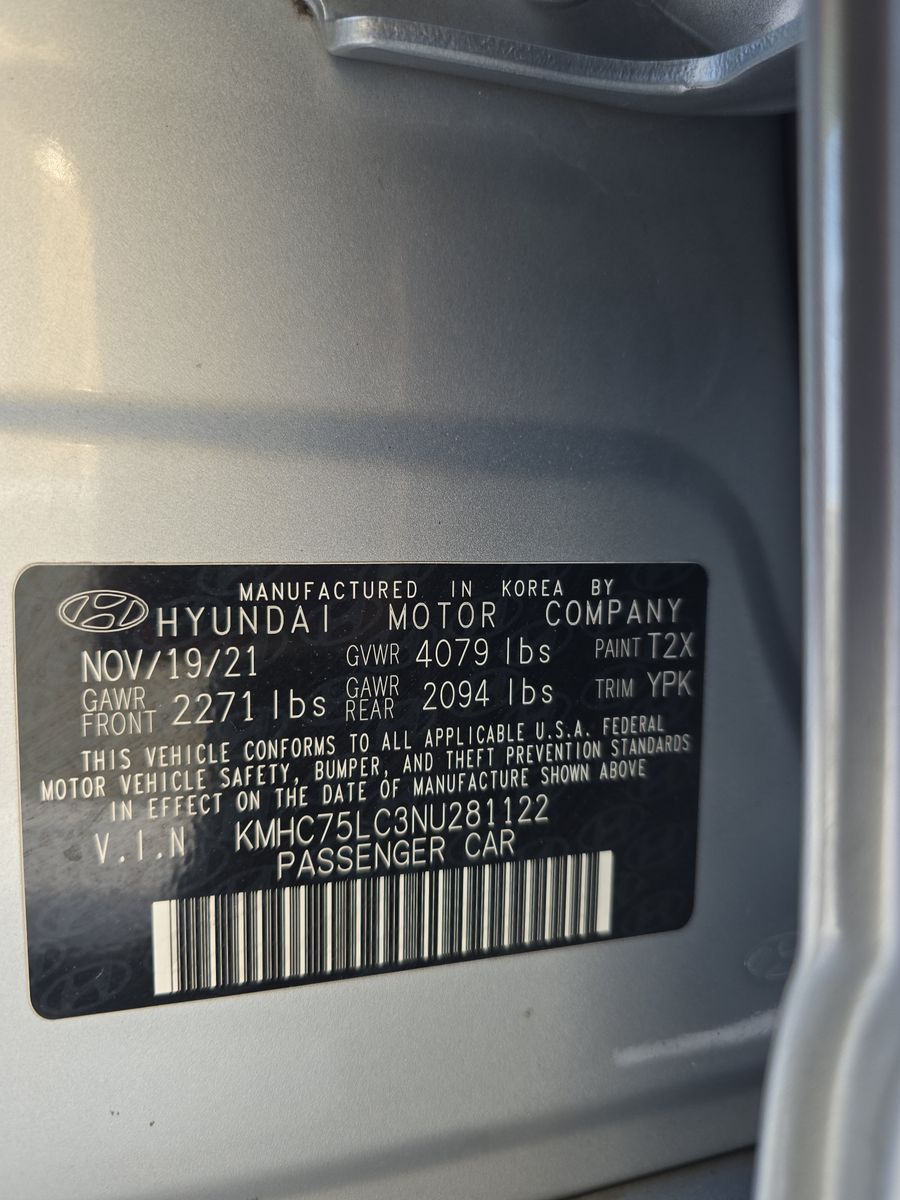 MANUFACTURED IN KOREA BY
HYUNDAI MOTOR COMPANY
NOV/19/21 GVWR 4079 lbs PAINT T2X
GAWR FRONT 2271 lbs GAWR REAR 2094 lbs TRIM YPK
THIS VEHICLE CONFORMS TO ALL APPLICABLE U.S.A. FEDERAL
MOTOR VEHICLE SAFETY, BUMPER, AND THEFT PREVENTION STANDARDS
IN EFFECT ON THE DATE OF MANUFACTURE SHOWN ABOVE
V.I.N KMHC75LC3NU281122
PASSENGER CAR